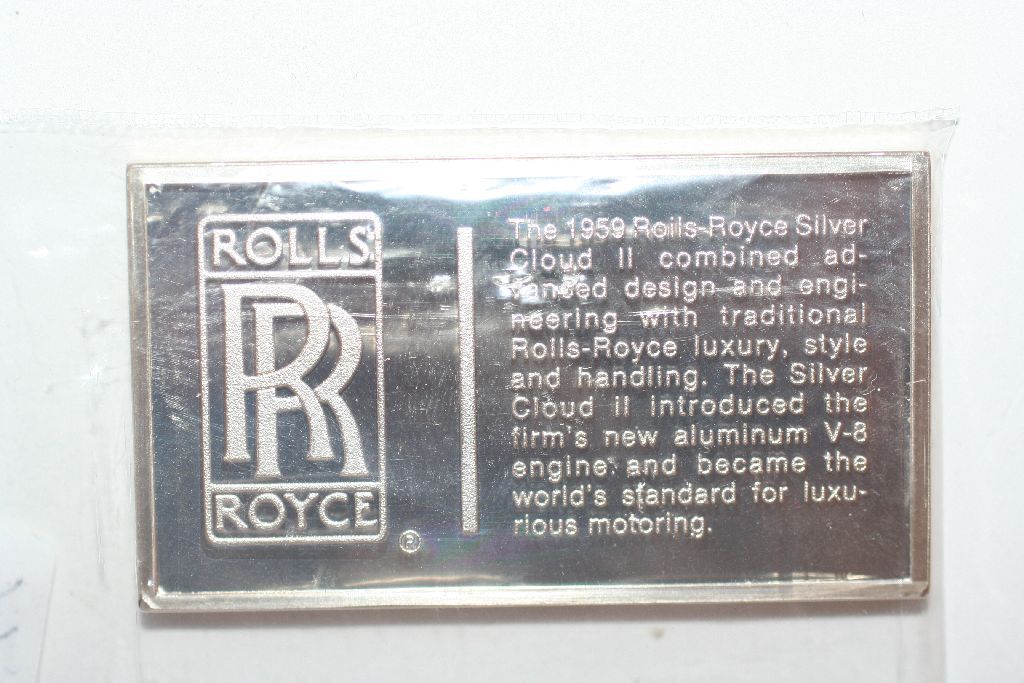 ROLLS
RR
ROYCE
®
The 1959 Rolls-Royce Silver
Cloud II combined ad-
vanced design and engi-
neering with traditional
Rolls-Royce luxury, style
and handling. The Silver
Cloud II introduced the
firm's new aluminum V-8
engine and became the
world's standard for luxu-
rious motoring.